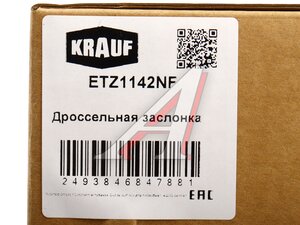 KRAUF
ETZ1142NF
Дроссельная заслонка
2493846847881
EAC